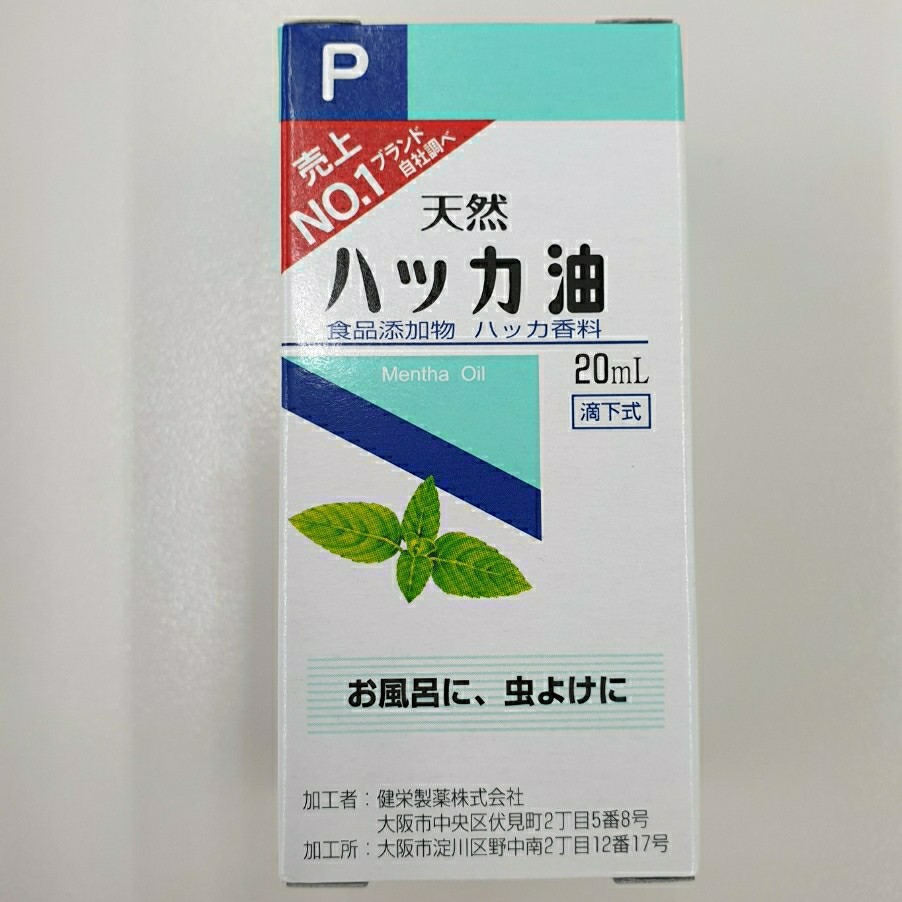 P
売上
NO.1
ブランド
自社調べ
天然
ハッカ油
食品添加物 ハッカ香料
Mentha Oil
20mL
滴下式
お風呂に、虫よけに
加工者：健栄製薬株式会社
大阪市中央区伏見町2丁目5番8号
加工所：大阪市淀川区野中南2丁目12番17号